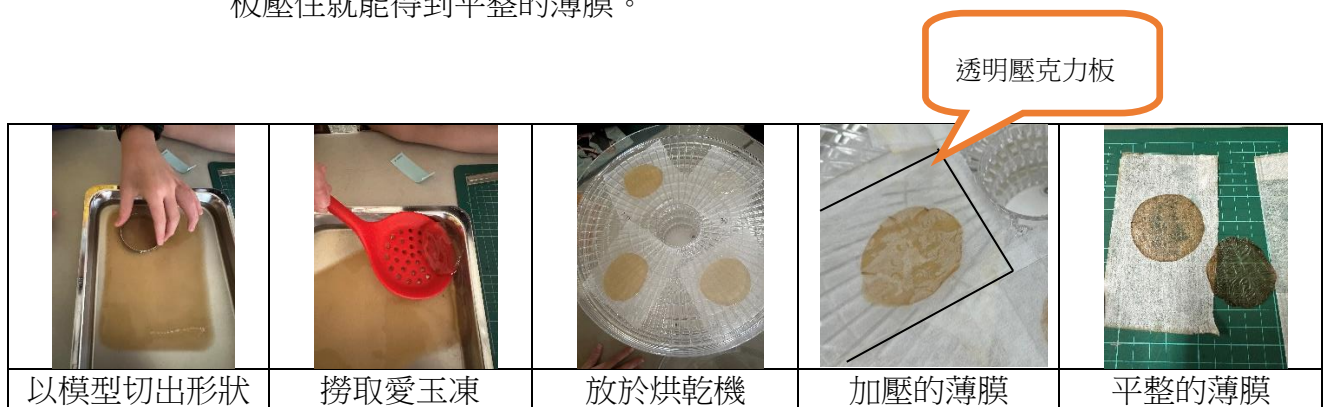 板壓住就能得到平整的薄膜。
透明壓克力板
以模型切出形狀
撈取愛玉凍
放於烘乾機
加壓的薄膜
平整的薄膜